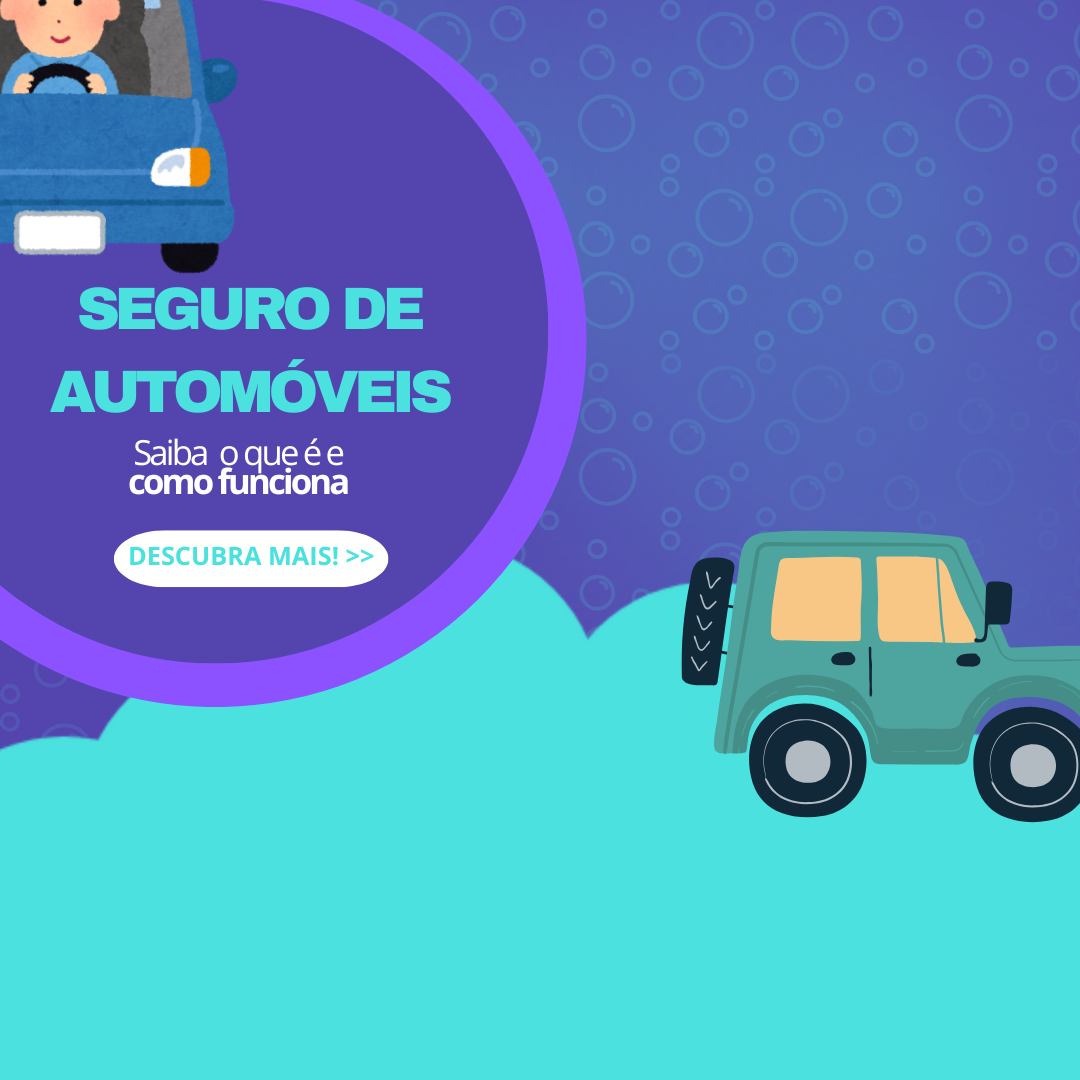 SEGURO DE
AUTOMÓVEIS
Saiba o que é e
como funciona
DESCUBRA MAIS! >>